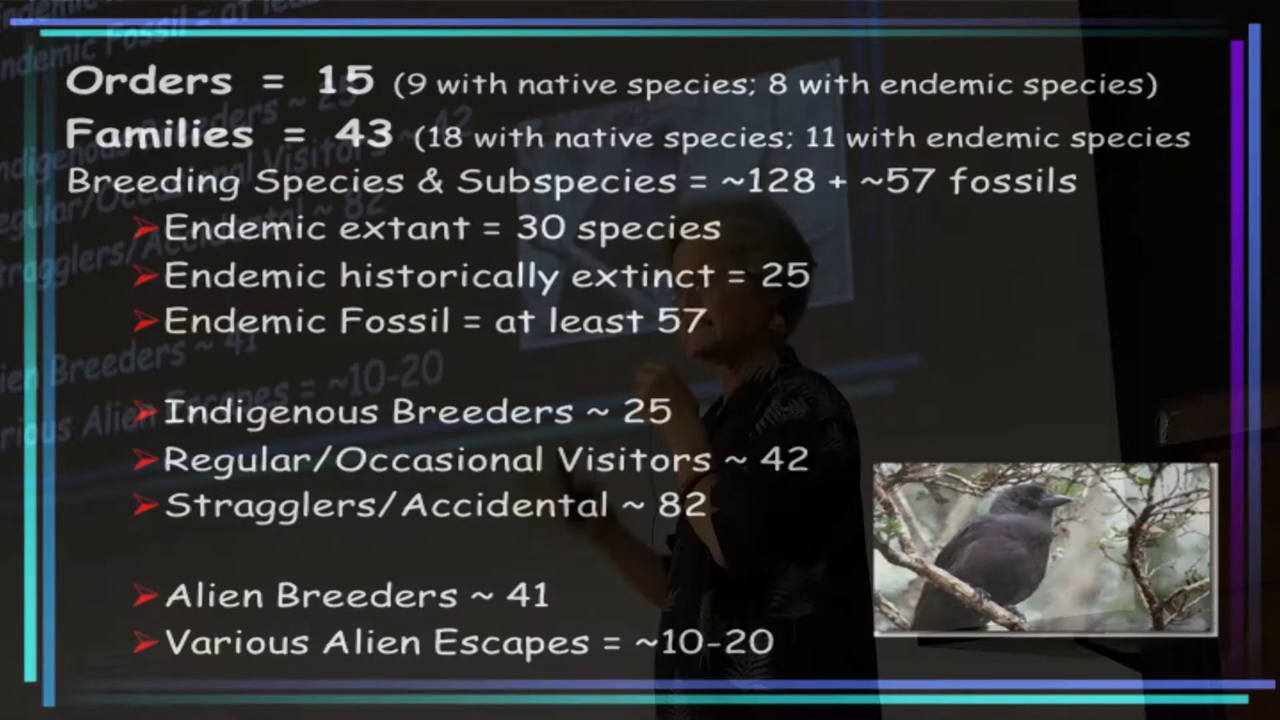 Orders = 15 (9 with native species; 8 with endemic species)
Families = 43 (18 with native species; 11 with endemic species
Breeding Species & Subspecies = ~128 + ~57 fossils
➢Endemic extant = 30 species
➢Endemic historically extinct = 25
➢Endemic Fossil = at least 57
➢Indigenous Breeders ~ 25
➢Regular/Occasional Visitors ~ 42
➢Stragglers/Accidental ~ 82
➢Alien Breeders ~ 41
➢Various Alien Escapes = ~10-20